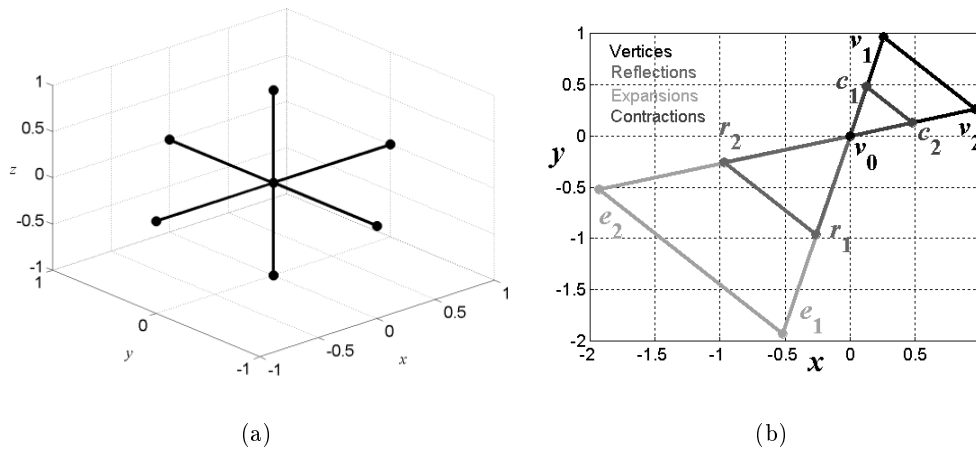 1
0.5
0
-0.5
-1
z
1
0
-1
y
-1
-0.5
0
0.5
1
x
(a)
Vertices
Reflections
Expansions
Contractions
1
0.5
0
-0.5
-1
-1.5
-2
y
-2
-1.5
-1
-0.5
0
0.5
x
v1
c1
c2
v2
v0
r2
r1
e2
e1
(b)